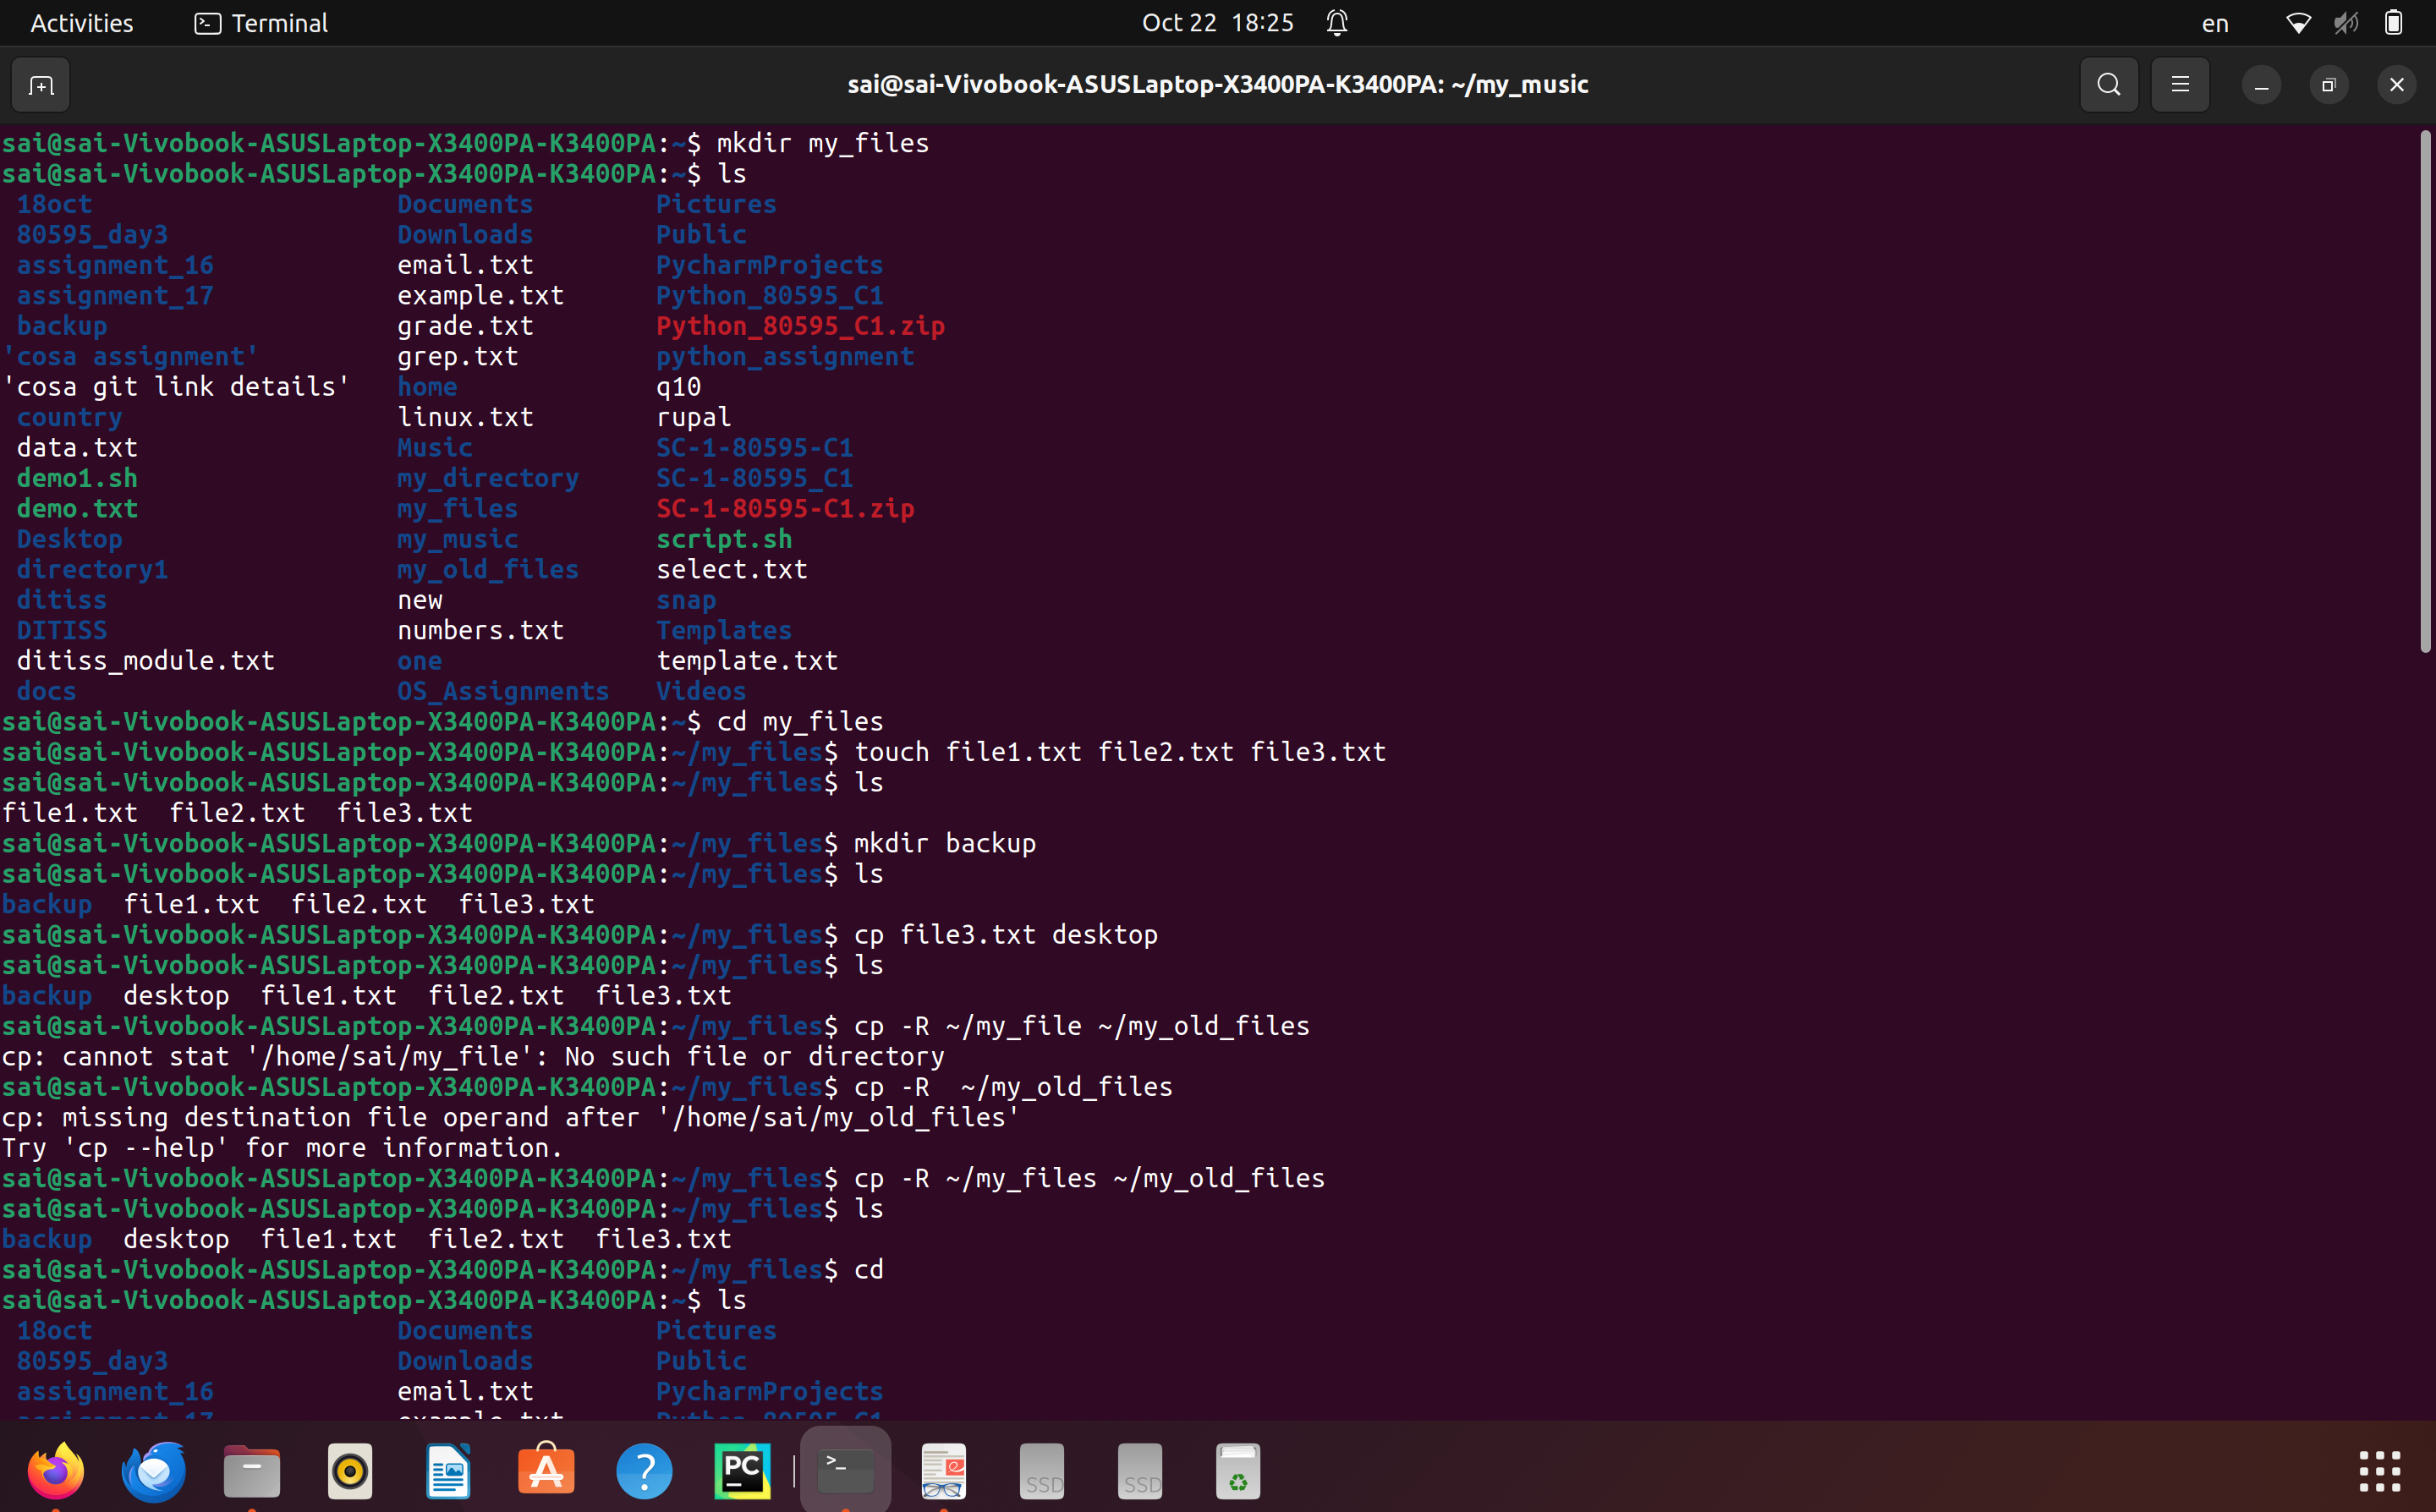 Activities Terminal Oct 22 18:25 en
sai@sai-Vivobook-ASUSLaptop-X3400PA-K3400PA: ~/my_music
sai@sai-Vivobook-ASUSLaptop-X3400PA-K3400PA:~$ mkdir my_files
sai@sai-Vivobook-ASUSLaptop-X3400PA-K3400PA:~$ ls
18oct Documents Pictures
80595_day3 Downloads Public
assignment_16 email.txt PycharmProjects
assignment_17 example.txt Python_80595_C1
backup grade.txt Python_80595_C1.zip
'cosa assignment' grep.txt python_assignment
'cosa git link details' home q10
country linux.txt rupal
data.txt Music SC-1-80595-C1
demo1.sh my_directory SC-1-80595_C1
demo.txt my_files SC-1-80595-C1.zip
Desktop my_music script.sh
directory1 my_old_files select.txt
ditiss new snap
DITISS numbers.txt Templates
ditiss_module.txt one template.txt
docs OS_Assignments Videos
sai@sai-Vivobook-ASUSLaptop-X3400PA-K3400PA:~$ cd my_files
sai@sai-Vivobook-ASUSLaptop-X3400PA-K3400PA:~/my_files$ touch file1.txt file2.txt file3.txt
sai@sai-Vivobook-ASUSLaptop-X3400PA-K3400PA:~/my_files$ ls
file1.txt file2.txt file3.txt
sai@sai-Vivobook-ASUSLaptop-X3400PA-K3400PA:~/my_files$ mkdir backup
sai@sai-Vivobook-ASUSLaptop-X3400PA-K3400PA:~/my_files$ ls
backup file1.txt file2.txt file3.txt
sai@sai-Vivobook-ASUSLaptop-X3400PA-K3400PA:~/my_files$ cp file3.txt desktop
sai@sai-Vivobook-ASUSLaptop-X3400PA-K3400PA:~/my_files$ ls
backup desktop file1.txt file2.txt file3.txt
sai@sai-Vivobook-ASUSLaptop-X3400PA-K3400PA:~/my_files$ cp -R ~/my_file ~/my_old_files
cp: cannot stat '/home/sai/my_file': No such file or directory
sai@sai-Vivobook-ASUSLaptop-X3400PA-K3400PA:~/my_files$ cp -R  ~/my_old_files
cp: missing destination file operand after '/home/sai/my_old_files'
Try 'cp --help' for more information.
sai@sai-Vivobook-ASUSLaptop-X3400PA-K3400PA:~/my_files$ cp -R ~/my_files ~/my_old_files
sai@sai-Vivobook-ASUSLaptop-X3400PA-K3400PA:~/my_files$ ls
backup desktop file1.txt file2.txt file3.txt
sai@sai-Vivobook-ASUSLaptop-X3400PA-K3400PA:~/my_files$ cd
sai@sai-Vivobook-ASUSLaptop-X3400PA-K3400PA:~$ ls
18oct Documents Pictures
80595_day3 Downloads Public
assignment_16 email.txt PycharmProjects
assignment_17 example.txt Python_80595_C1
PC SSD SSD